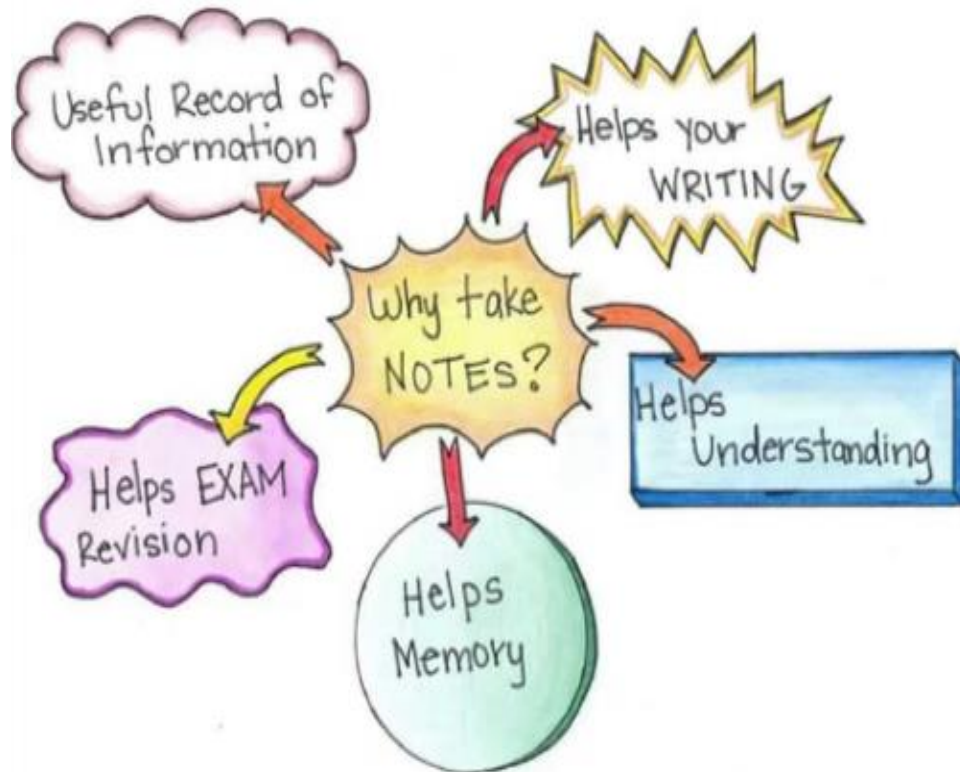 Useful Record of
Information
Helps your
WRITING
Why take
NOTES?
Helps
Understanding
Helps EXAM
Revision
Helps
Memory